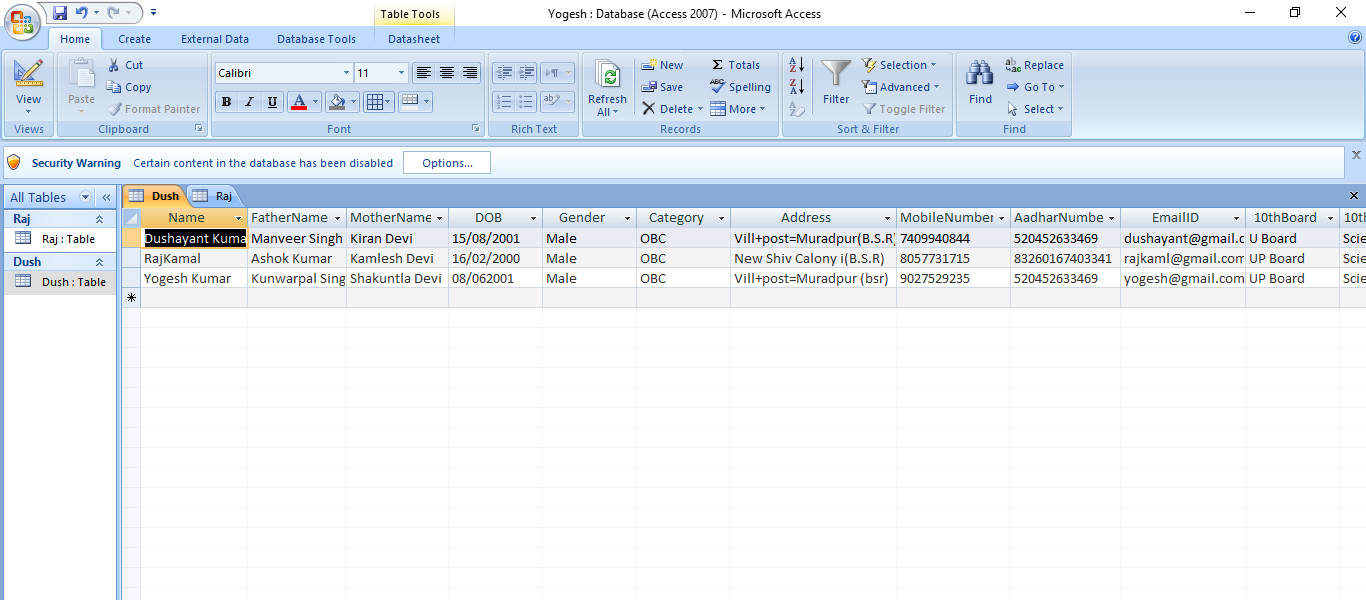 Table Tools
Yogesh : Database (Access 2007) - Microsoft Access
Home Create External Data Database Tools Datasheet
View Paste Cut Copy Format Painter
Calibri 11
B I U A
Refresh All New Save Delete Totals Spelling More
Filter Selection Advanced Toggle Filter
Find Replace Go To Select
Views Clipboard Font Rich Text Records Sort & Filter Find
Security Warning Certain content in the database has been disabled Options...
All Tables «
Raj
Raj : Table
Dush
Dush : Table
Dush Raj
Name FatherName MotherName DOB Gender Category Address MobileNumber AadharNumbe EmailID 10thBoard 10th
Dushayant Kuma Manveer Singh Kiran Devi 15/08/2001 Male OBC Vill+post=Muradpur(B.S.R) 7409940844 520452633469 dushayant@gmail.c U Board Scie
RajKamal Ashok Kumar Kamlesh Devi 16/02/2000 Male OBC New Shiv Calony i(B.S.R) 8057731715 83260167403341 rajkaml@gmail.com UP Board Scie
Yogesh Kumar Kunwarpal Sing Shakuntla Devi 08/062001 Male OBC Vill+post=Muradpur (bsr) 9027529235 520452633469 yogesh@gmail.com UP Board Scie